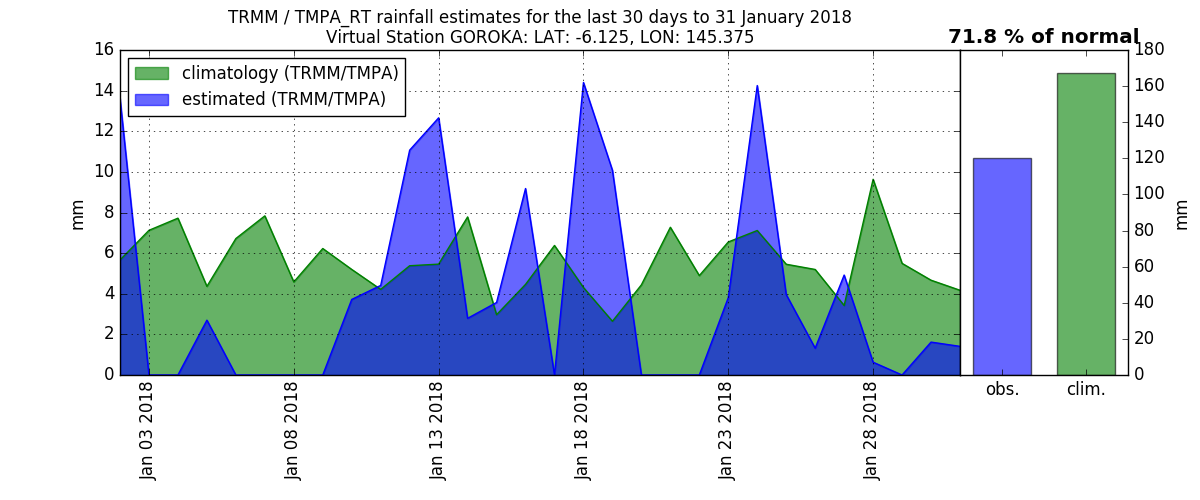 TRMM / TMPA_RT rainfall estimates for the last 30 days to 31 January 2018
Virtual Station GOROKA: LAT: -6.125, LON: 145.375
71.8 % of normal
climatology (TRMM/TMPA)
estimated (TRMM/TMPA)
mm
16
14
12
10
8
6
4
2
0
Jan 03 2018
Jan 08 2018
Jan 13 2018
Jan 18 2018
Jan 23 2018
Jan 28 2018
obs.
clim.
180
160
140
120
100
80
60
40
20
0
mm